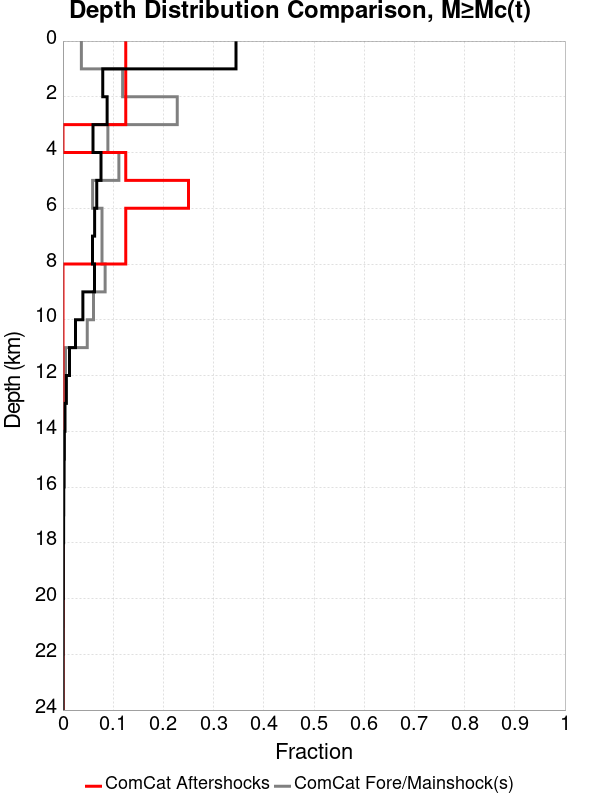 Depth Distribution Comparison, M≥Mc(t)
0
2
4
6
8
10
12
14
16
18
20
22
24
Depth (km)
0 0.1 0.2 0.3 0.4 0.5 0.6 0.7 0.8 0.9 1
Fraction
ComCat Aftershocks ComCat Fore/Mainshock(s)